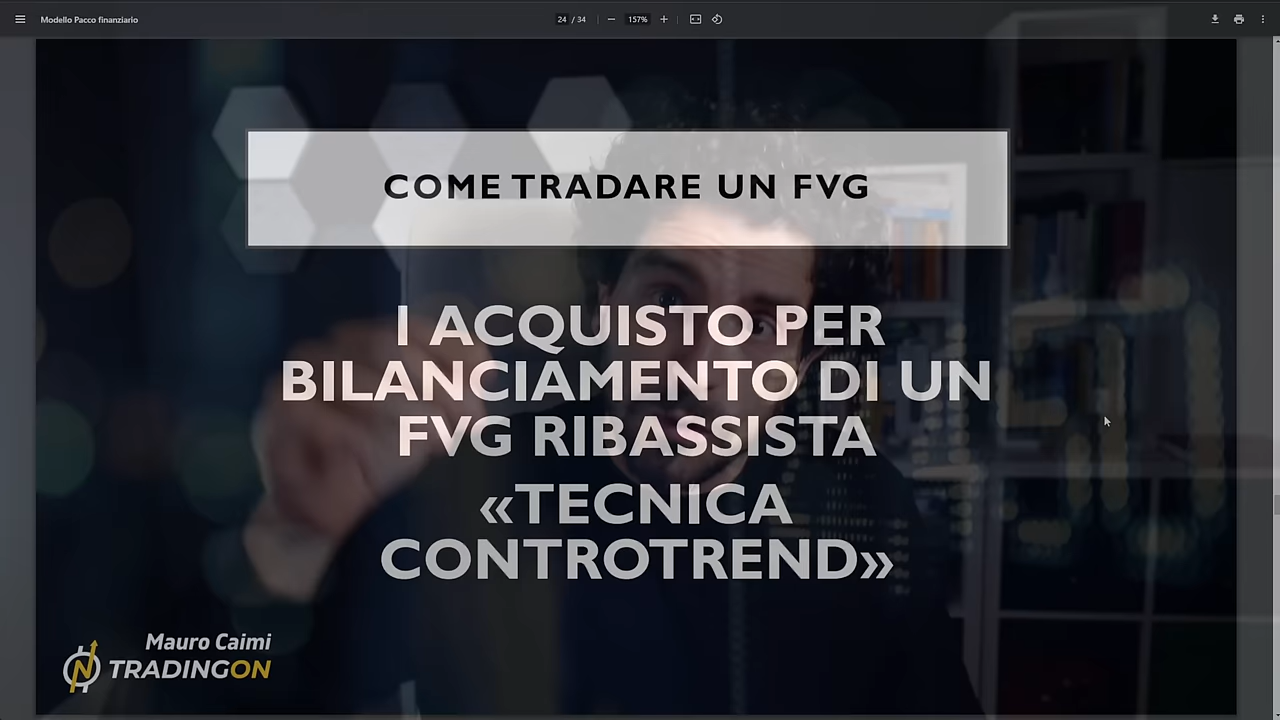 Modello Pacco finanziario
24 / 34
157%
COME TRADARE UN FVG
I ACQUISTO PER
BILANCIAMENTO DI UN
FVG RIBASSISTA
«TECNICA
CONTROTREND»
Mauro Caimi
TRADINGON